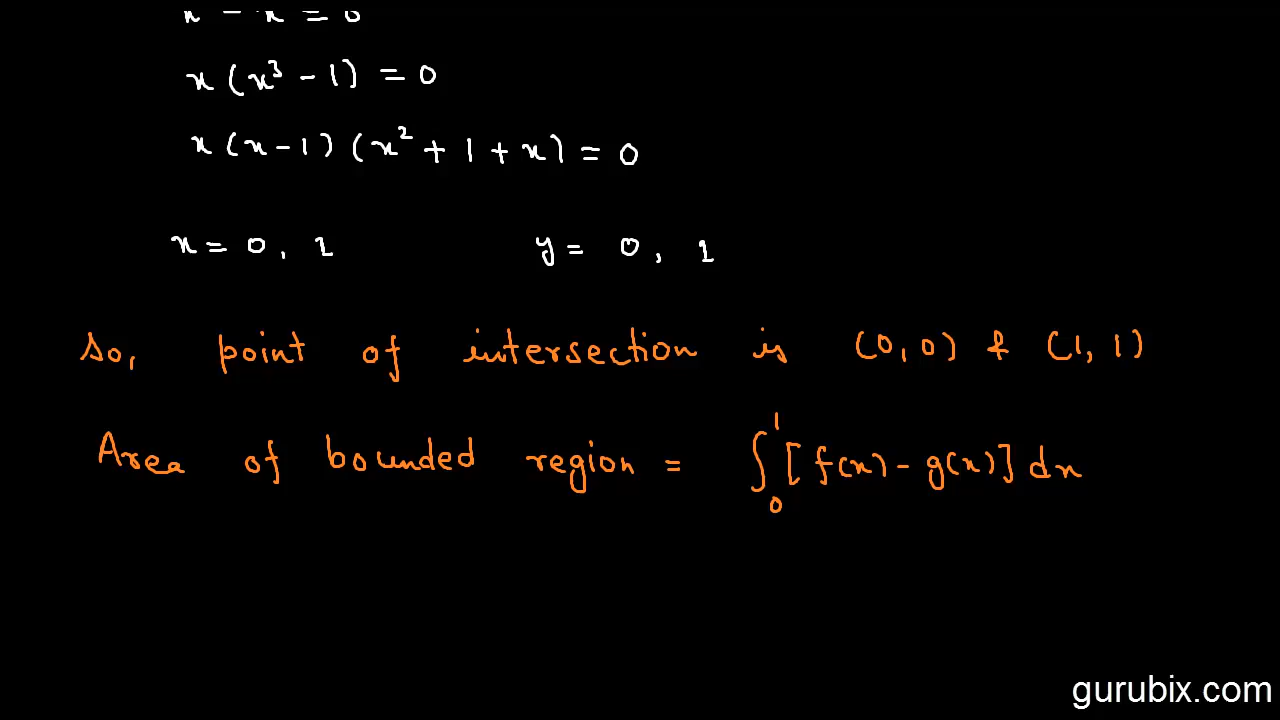 x - x = 0
x (x³ - 1) = 0
x (x - 1) (x² + 1 + x) = 0
x = 0, 1 y = 0, 1
So, point of intersection is (0, 0) & (1, 1)
Area of bounded region = ∫₀¹ [f(x) - g(x)] dx
gurubix.com